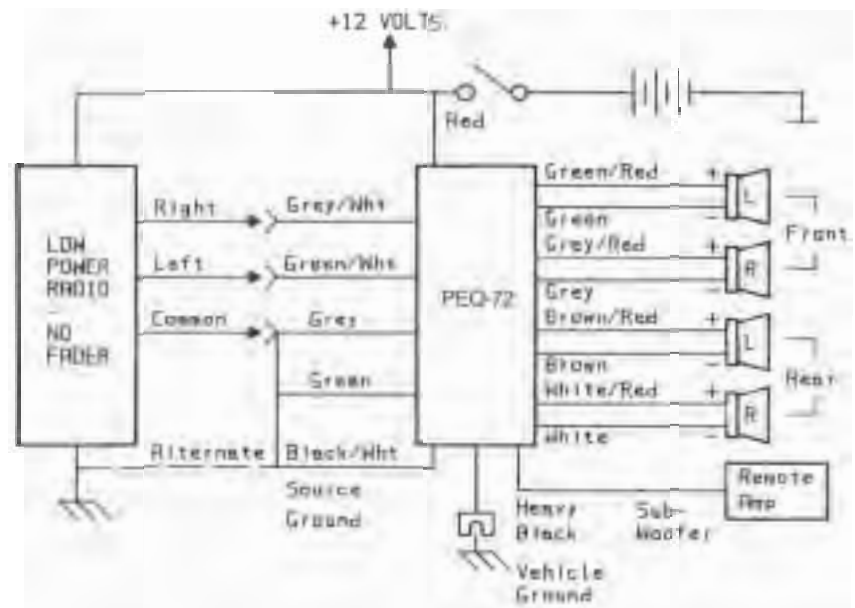 +12 VOLTS
Red
Green/Red
+
L
Green
-
Front
Grey/Red
+
R
Grey
-
Brown/Red
+
L
Brown
-
Rear
White/Red
+
R
White
-
LOW
POWER
RADIO
NO
FADER
Right
Grey/Wht
Left
Green/Wht
Common
Grey
Green
Alternate
Black/Wht
Source
Ground
PEQ-72
Heavy
Black
Sub-
Woofer
Remote
Amp
Vehicle
Ground